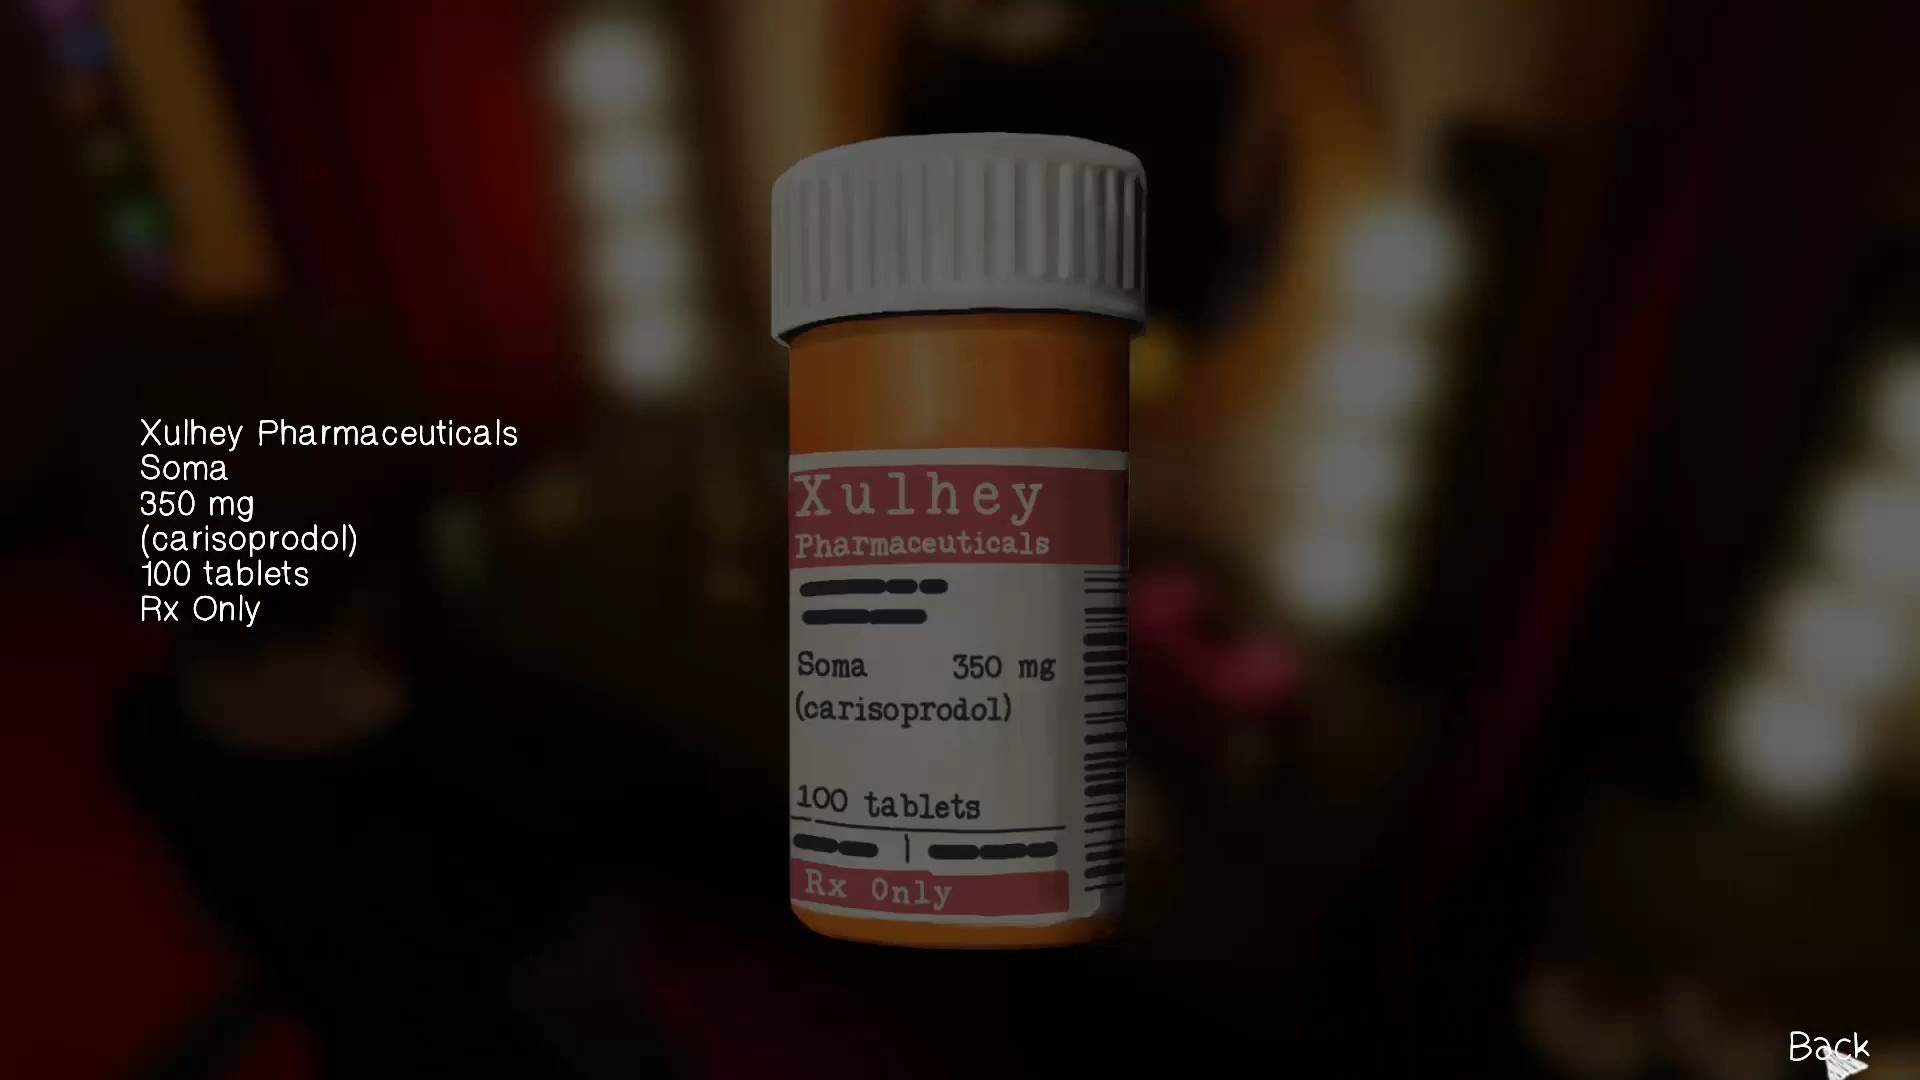 Xulhey Pharmaceuticals
Soma
350 mg
(carisoprodol)
100 tablets
Rx Only
Xulhey
Pharmaceuticals
Soma 350 mg
(carisoprodol)
100 tablets
Rx Only
Back